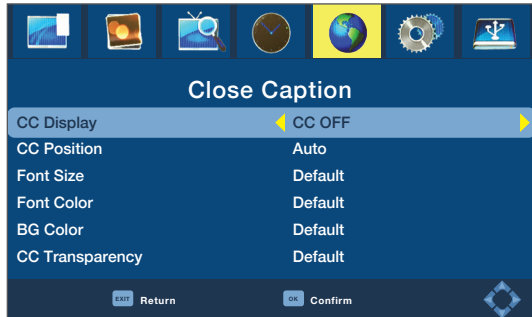 Close Caption
CC Display CC OFF
CC Position Auto
Font Size Default
Font Color Default
BG Color Default
CC Transparency Default
EXIT Return OK Confirm